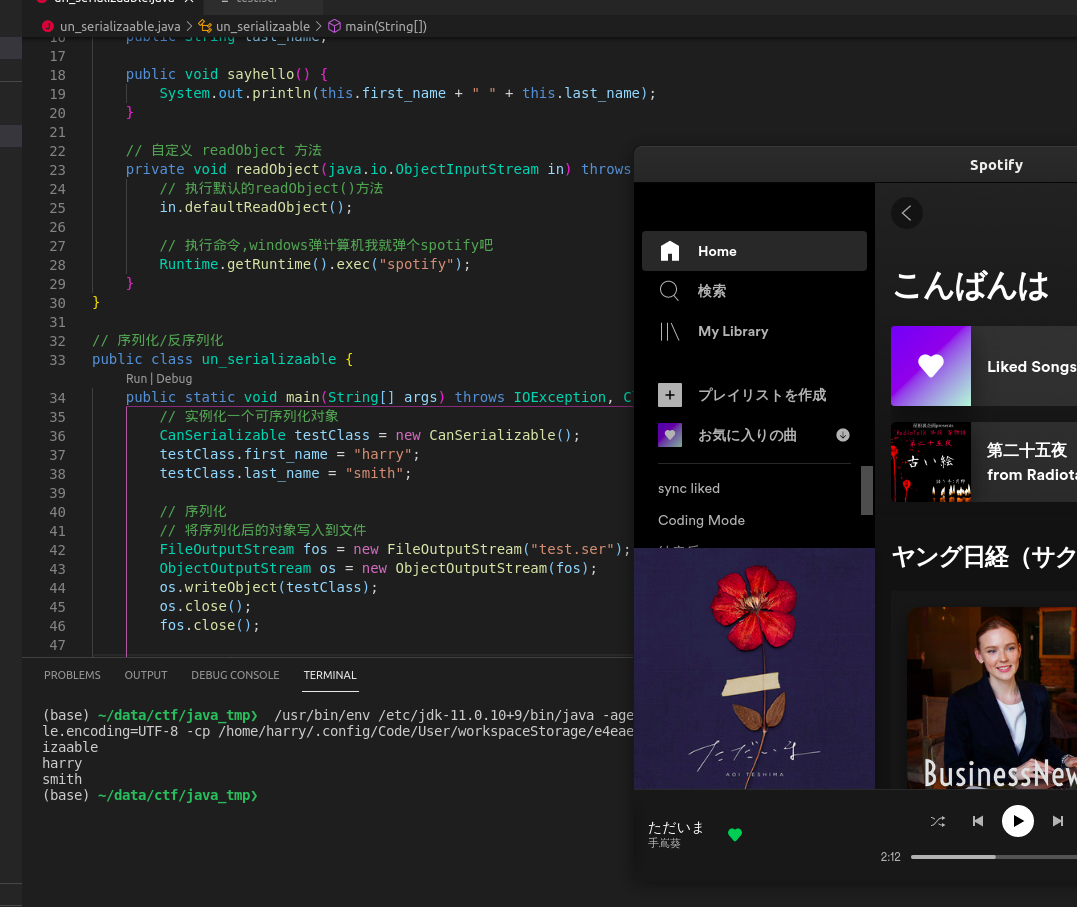 un_serializaable.java
un_serializaable.java > un_serializaable > main(String[])
16 public String last_name;
17
18 public void sayhello() {
19 System.out.println(this.first_name + " " + this.last_name);
20 }
21
22 // 自定义 readObject 方法
23 private void readObject(java.io.ObjectInputStream in) throws
24 // 执行默认的readObject()方法
25 in.defaultReadObject();
26
27 // 执行命令,windows弹计算机我就弹个spotify吧
28 Runtime.getRuntime().exec("spotify");
29 }
30 }
31
32 // 序列化/反序列化
33 public class un_serializaable {
Run | Debug
34 public static void main(String[] args) throws IOException, Cl
35 // 实例化一个可序列化对象
36 CanSerializable testClass = new CanSerializable();
37 testClass.first_name = "harry";
38 testClass.last_name = "smith";
39
40 // 序列化
41 // 将序列化后的对象写入到文件
42 FileOutputStream fos = new FileOutputStream("test.ser");
43 ObjectOutputStream os = new ObjectOutputStream(fos);
44 os.writeObject(testClass);
45 os.close();
46 fos.close();
47
PROBLEMS OUTPUT DEBUG CONSOLE TERMINAL
(base) ~/data/ctf/java_tmp❯ /usr/bin/env /etc/jdk-11.0.10+9/bin/java -age
le.encoding=UTF-8 -cp /home/harry/.config/Code/User/workspaceStorage/e4eae
izaable
harry
smith
(base) ~/data/ctf/java_tmp❯
Spotify
Home
検索
My Library
プレイリストを作成
お気に入りの曲
sync liked
Coding Mode
ただいま
AOI TESHIMA
こんばんは
Liked Songs
第二十五夜
古い絵
第二十五夜
from Radiota
ヤング日経（サク
BusinessNew
ただいま
手嶌葵
2:12